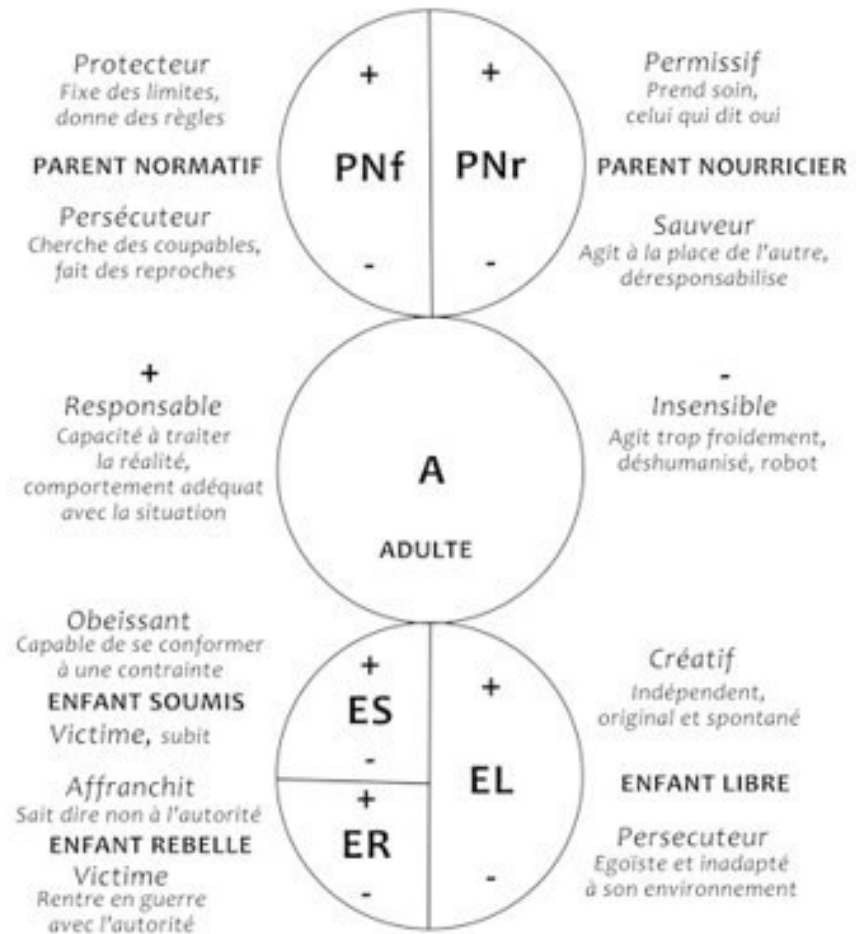 Protecteur
Fixe des limites,
donne des règles
PARENT NORMATIF
Persécuteur
Cherche des coupables,
fait des reproches
+
PNf
-
+
PNr
-
Permissif
Prend soin,
celui qui dit oui
PARENT NOURRICIER
Sauveur
Agit à la place de l'autre,
déresponsabilise
+
Responsable
Capacité à traiter
la réalité,
comportement adéquat
avec la situation
A
ADULTE
-
Insensible
Agit trop froidement,
déshumanisé, robot
Obeissant
Capable de se conformer
à une contrainte
ENFANT SOUMIS
Victime, subit
Affranchit
Sait dire non à l'autorité
ENFANT REBELLE
Victime
Rentre en guerre
avec l'autorité
+
ES
-
+
ER
-
+
EL
-
Créatif
Indépendent,
original et spontané
ENFANT LIBRE
Persecuteur
Egoïste et inadapté
à son environnement